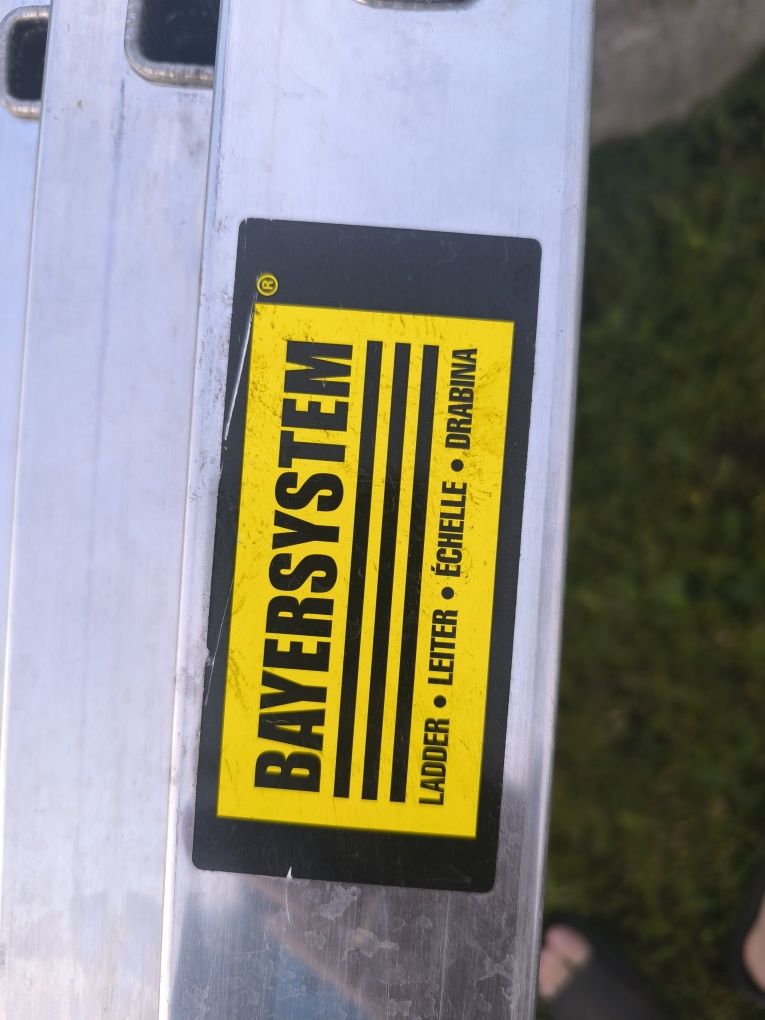 BAYERSYSTEM®
LADDER • LEITER • ÉCHELLE • DRABINA